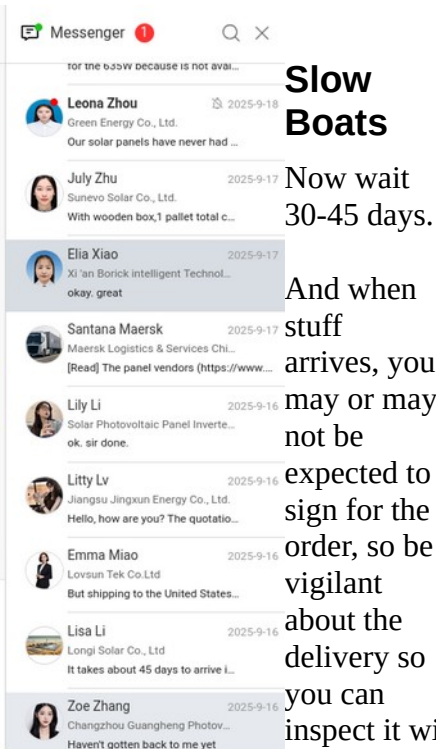 Messenger 1
for the 635W because is not avai...
Leona Zhou 2025-9-18
Green Energy Co., Ltd.
Our solar panels have never had ...
July Zhu 2025-9-17
Sunevo Solar Co., Ltd.
With wooden box,1 pallet total c...
Elia Xiao 2025-9-17
Xi 'an Borick intelligent Technol...
okay. great
Santana Maersk 2025-9-17
Maersk Logistics & Services Chi...
[Read] The panel vendors (https://www....
Lily Li 2025-9-16
Solar Photovoltaic Panel Inverte...
ok. sir done.
Litty Lv 2025-9-16
Jiangsu Jingxun Energy Co., Ltd.
Hello, how are you? The quotatio...
Emma Miao 2025-9-16
Lovsun Tek Co.Ltd
But shipping to the United States...
Lisa Li 2025-9-16
Longi Solar Co., Ltd
It takes about 45 days to arrive i...
Zoe Zhang 2025-9-16
Changzhou Guangheng Photov...
Haven't gotten back to me yet
Slow
Boats
Now wait
30-45 days.
And when
stuff
arrives, you
may or may
not be
expected to
sign for the
order, so be
vigilant
about the
delivery so
you can
inspect it wi